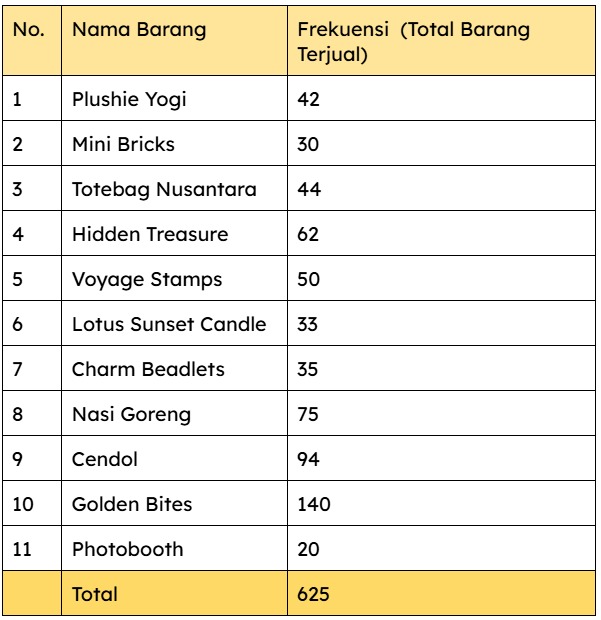 No. Nama Barang Frekuensi (Total Barang Terjual)
1 Plushie Yogi 42
2 Mini Bricks 30
3 Totebag Nusantara 44
4 Hidden Treasure 62
5 Voyage Stamps 50
6 Lotus Sunset Candle 33
7 Charm Beadlets 35
8 Nasi Goreng 75
9 Cendol 94
10 Golden Bites 140
11 Photobooth 20
Total 625